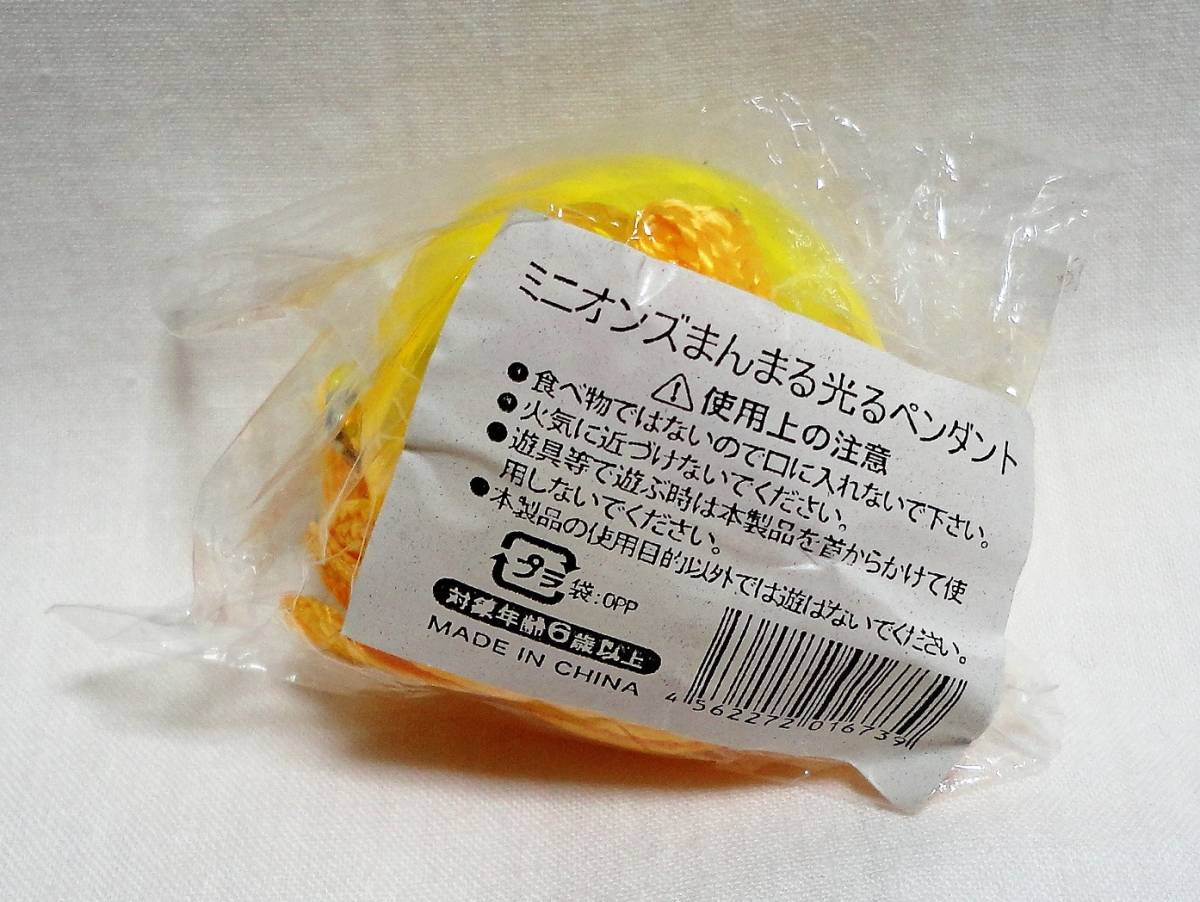 ミニオンズまんまる光るペンダント
⚠使用上の注意
●食べ物ではないので口に入れないで下さい。
●火気に近づけないでください。
●遊具等で遊ぶ時は本製品を首からかけて使
用しないでください。
●本製品の使用目的以外では遊ばないでください。
プラ 袋:OPP
対象年齢6歳以上
MADE IN CHINA
4 562272 016739